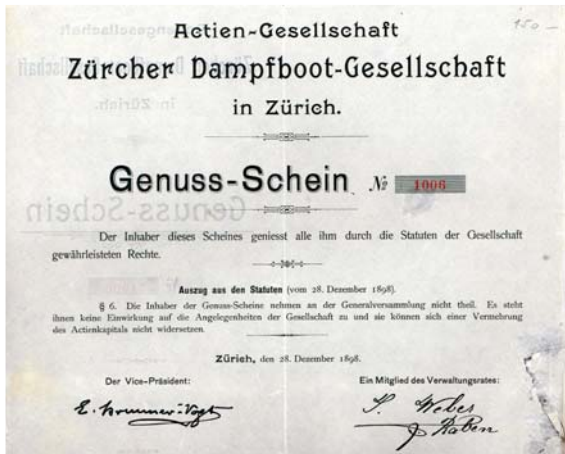 150 —
Actien-Gesellschaft
Zürcher Dampfboot-Gesellschaft
in Zürich.
Genuss-Schein № 1006
Der Inhaber dieses Scheines geniesst alle ihm durch die Statuten der Gesellschaft
gewährleisteten Rechte.
Auszug aus den Statuten (vom 28. Dezember 1898).
§ 6. Die Inhaber der Genuss-Scheine nehmen an der Generalversammlung nicht theil. Es steht
ihnen keine Einwirkung auf die Angelegenheiten der Gesellschaft zu und sie können sich einer Vermehrung
des Actienkapitals nicht widersetzen.
Zürich, den 28. Dezember 1898.
Der Vice-Präsident: Ein Mitglied des Verwaltungsrates:
Weber